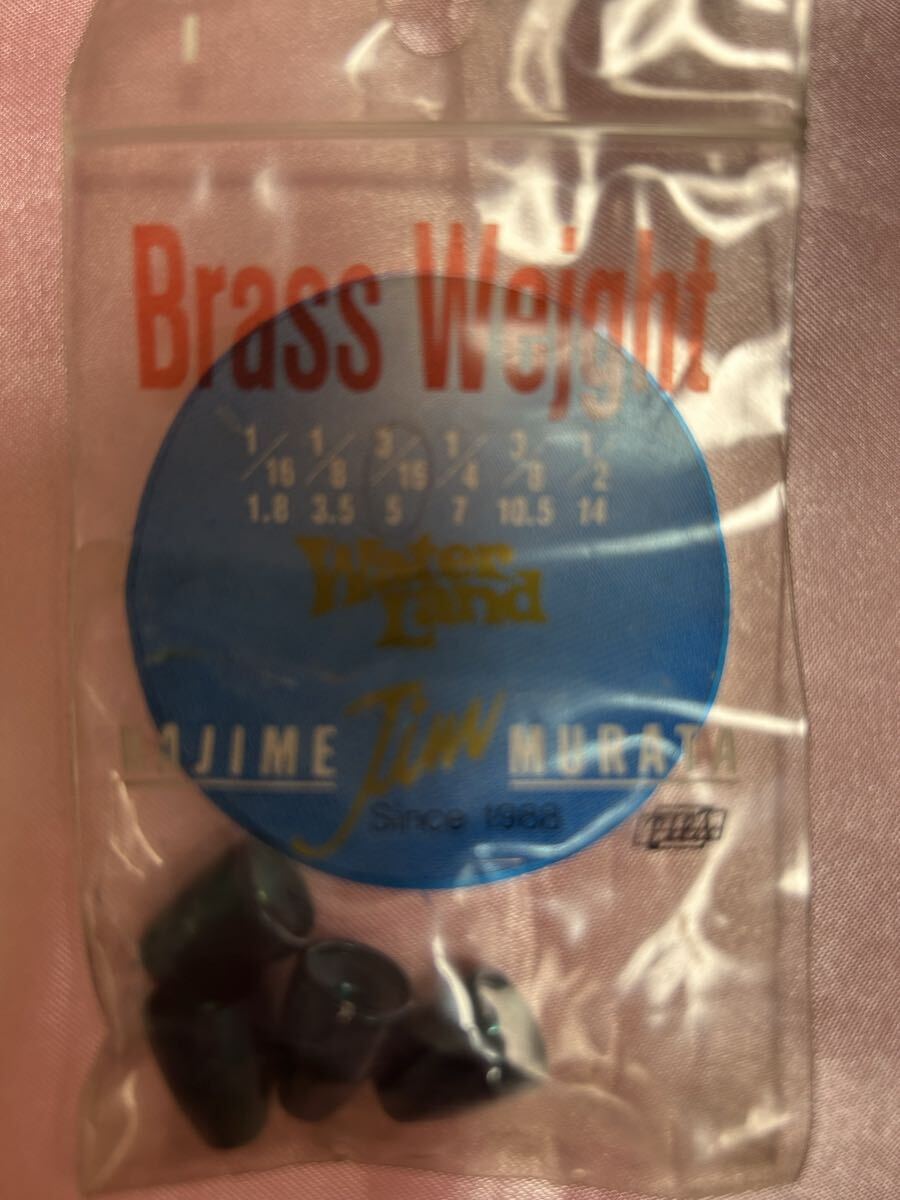 Brass Weight
1/16 1/8 3/16 1/4 3/8 1/2
1.8 3.5 5 7 10.5 14
Water
Land
HAJIME Jim MURATA
Since 1988